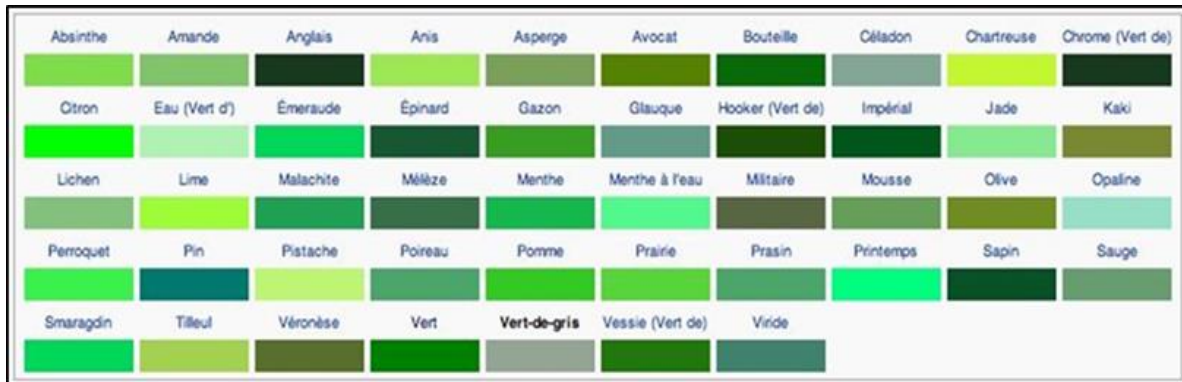 Absinthe Amande Anglais Anis Asperge Avocat Bouteille Céladon Chartreuse Chrome (Vert de)
Citron Eau (Vert d') Émeraude Épinard Gazon Glauque Hooker (Vert de) Impérial Jade Kaki
Lichen Lime Malachite Mélèze Menthe Menthe à l'eau Militaire Mousse Olive Opaline
Perroquet Pin Pistache Poireau Pomme Prairie Prasin Printemps Sapin Sauge
Smaragdin Tilleul Véronèse Vert Vert-de-gris Vessie (Vert de) Viride